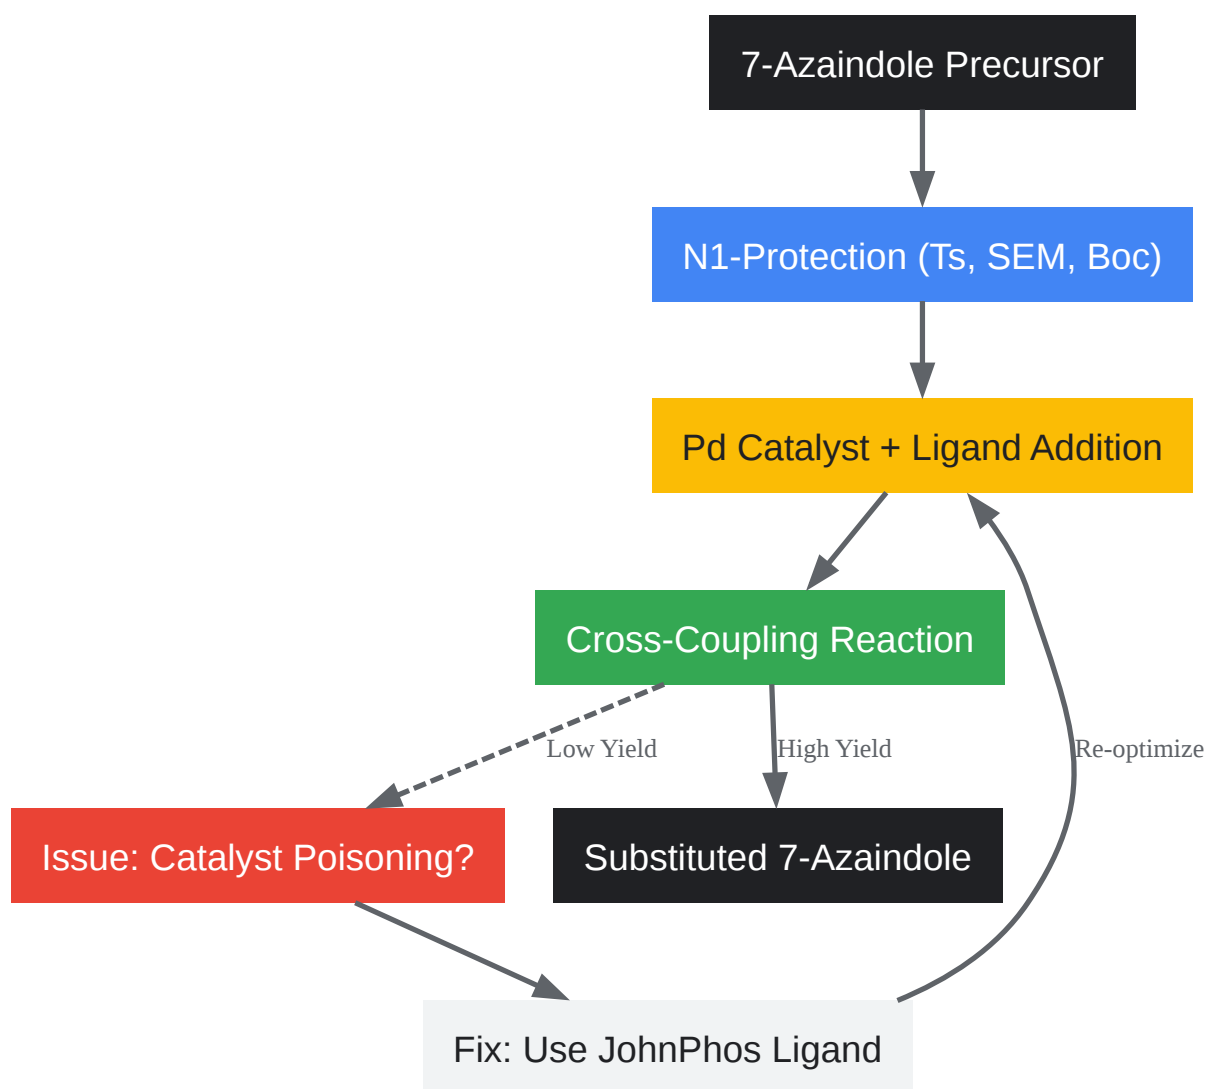 7-Azaindole Precursor
N1-Protection (Ts, SEM, Boc)
Pd Catalyst + Ligand Addition
Cross-Coupling Reaction
Low Yield
High Yield
Re-optimize
Issue: Catalyst Poisoning?
Substituted 7-Azaindole
Fix: Use JohnPhos Ligand